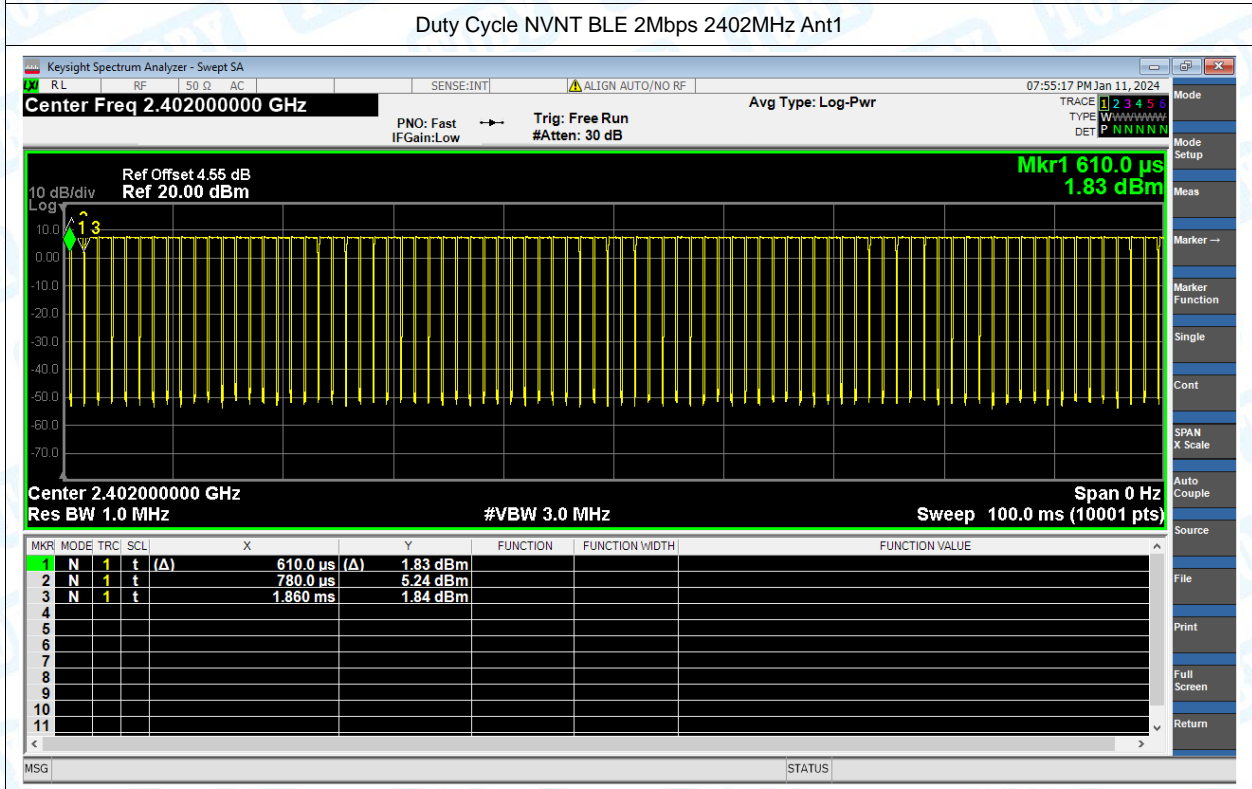 Duty Cycle NVNT BLE 2Mbps 2402MHz Ant1
Keysight Spectrum Analyzer - Swept SA
LXI RL RF 50 Ω AC SENSE:INT ALIGN AUTO/NO RF 07:55:17 PM Jan 11, 2024
Center Freq 2.402000000 GHz Avg Type: Log-Pwr TRACE 1 2 3 4 5 6
PNO: Fast Trig: Free Run TYPE W W W W W W
IFGain:Low #Atten: 30 dB DET P N N N N N
Mkr1 610.0 µs
1.83 dBm
Ref Offset 4.55 dB
10 dB/div Ref 20.00 dBm
Log
10.0
0.00
-10.0
-20.0
-30.0
-40.0
-50.0
-60.0
-70.0
1 3
Center 2.402000000 GHz Span 0 Hz
Res BW 1.0 MHz #VBW 3.0 MHz Sweep 100.0 ms (10001 pts)
MKR MODE TRC SCL X Y FUNCTION FUNCTION WIDTH FUNCTION VALUE
1 N 1 t (Δ) 610.0 µs (Δ) 1.83 dBm
2 N 1 t 780.0 µs 5.24 dBm
3 N 1 t 1.860 ms 1.84 dBm
4
5
6
7
8
9
10
11
MSG STATUS
Mode
Mode
Setup
Meas
Marker →
Marker
Function
Single
Cont
SPAN
X Scale
Auto
Couple
Source
File
Print
Full
Screen
Return